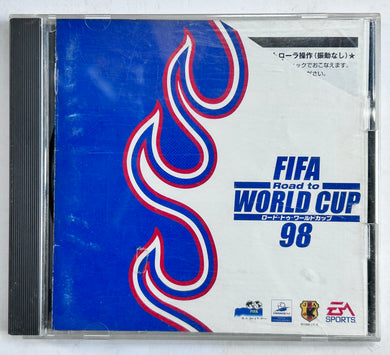 ローラ操作(振動なし)★
ックでおこなえます。
ださい。
FIFA
Road to
WORLD CUP
ロード・トゥ・ワールドカップ
98
FIFA
EA
SPORTS